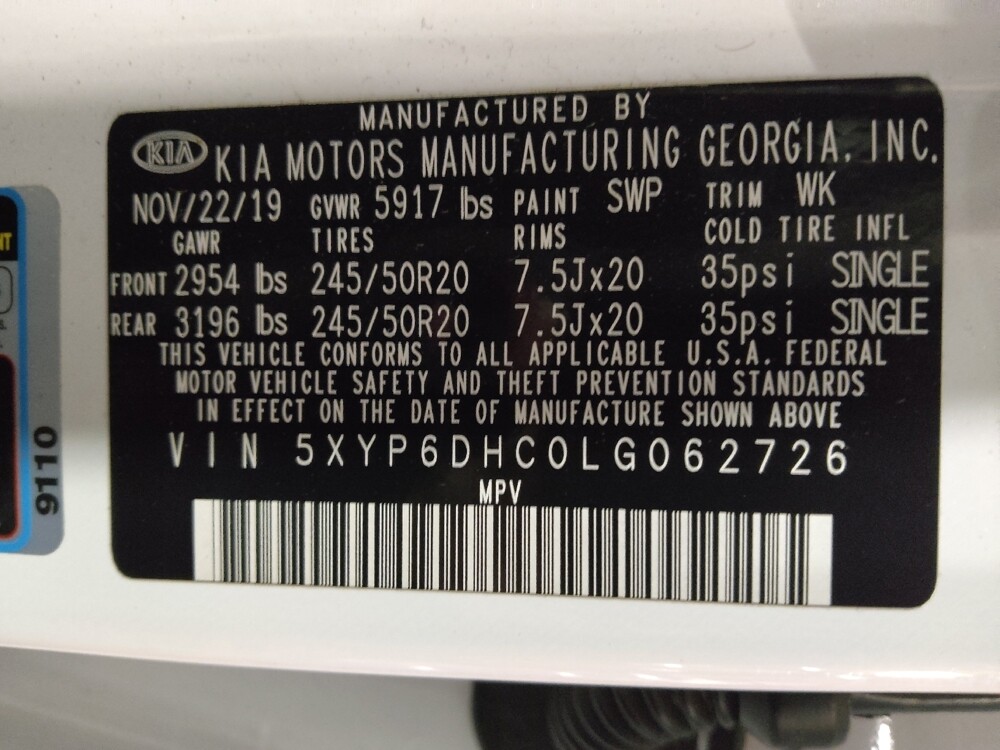 MANUFACTURED BY
KIA KIA MOTORS MANUFACTURING GEORGIA, INC.
NOV/22/19 GVWR 5917 lbs PAINT SWP TRIM WK
GAWR TIRES RIMS COLD TIRE INFL
FRONT 2954 lbs 245/50R20 7.5Jx20 35psi SINGLE
REAR 3196 lbs 245/50R20 7.5Jx20 35psi SINGLE
THIS VEHICLE CONFORMS TO ALL APPLICABLE U.S.A. FEDERAL
MOTOR VEHICLE SAFETY AND THEFT PREVENTION STANDARDS
IN EFFECT ON THE DATE OF MANUFACTURE SHOWN ABOVE
VIN 5XYP6DHC0LG062726
MPV
9110